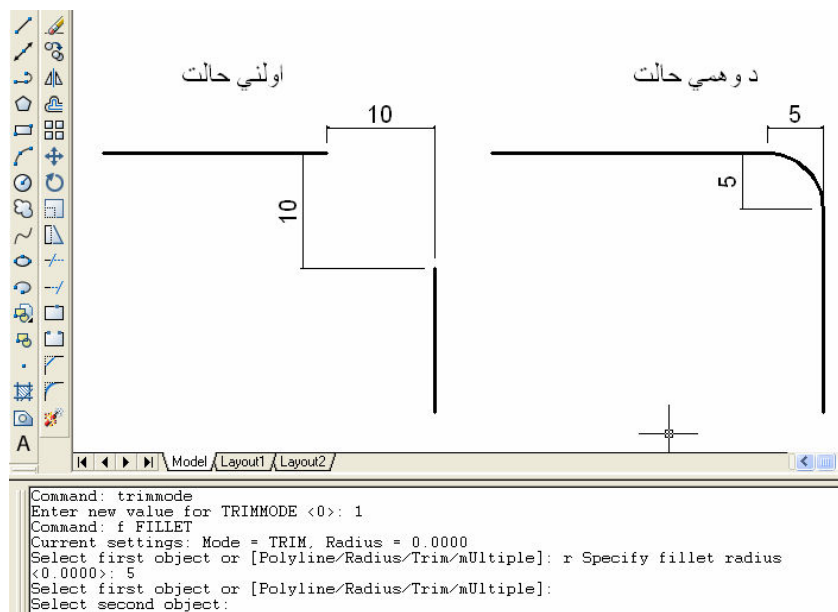 اولني حالت
دوهمي حالت
10
10
5
5
A
Model Layout1 Layout2
Command: trimmode
Enter new value for TRIMMODE <0>: 1
Command: f FILLET
Current settings: Mode = TRIM, Radius = 0.0000
Select first object or [Polyline/Radius/Trim/mUltiple]: r Specify fillet radius
<0.0000>: 5
Select first object or [Polyline/Radius/Trim/mUltiple]:
Select second object: